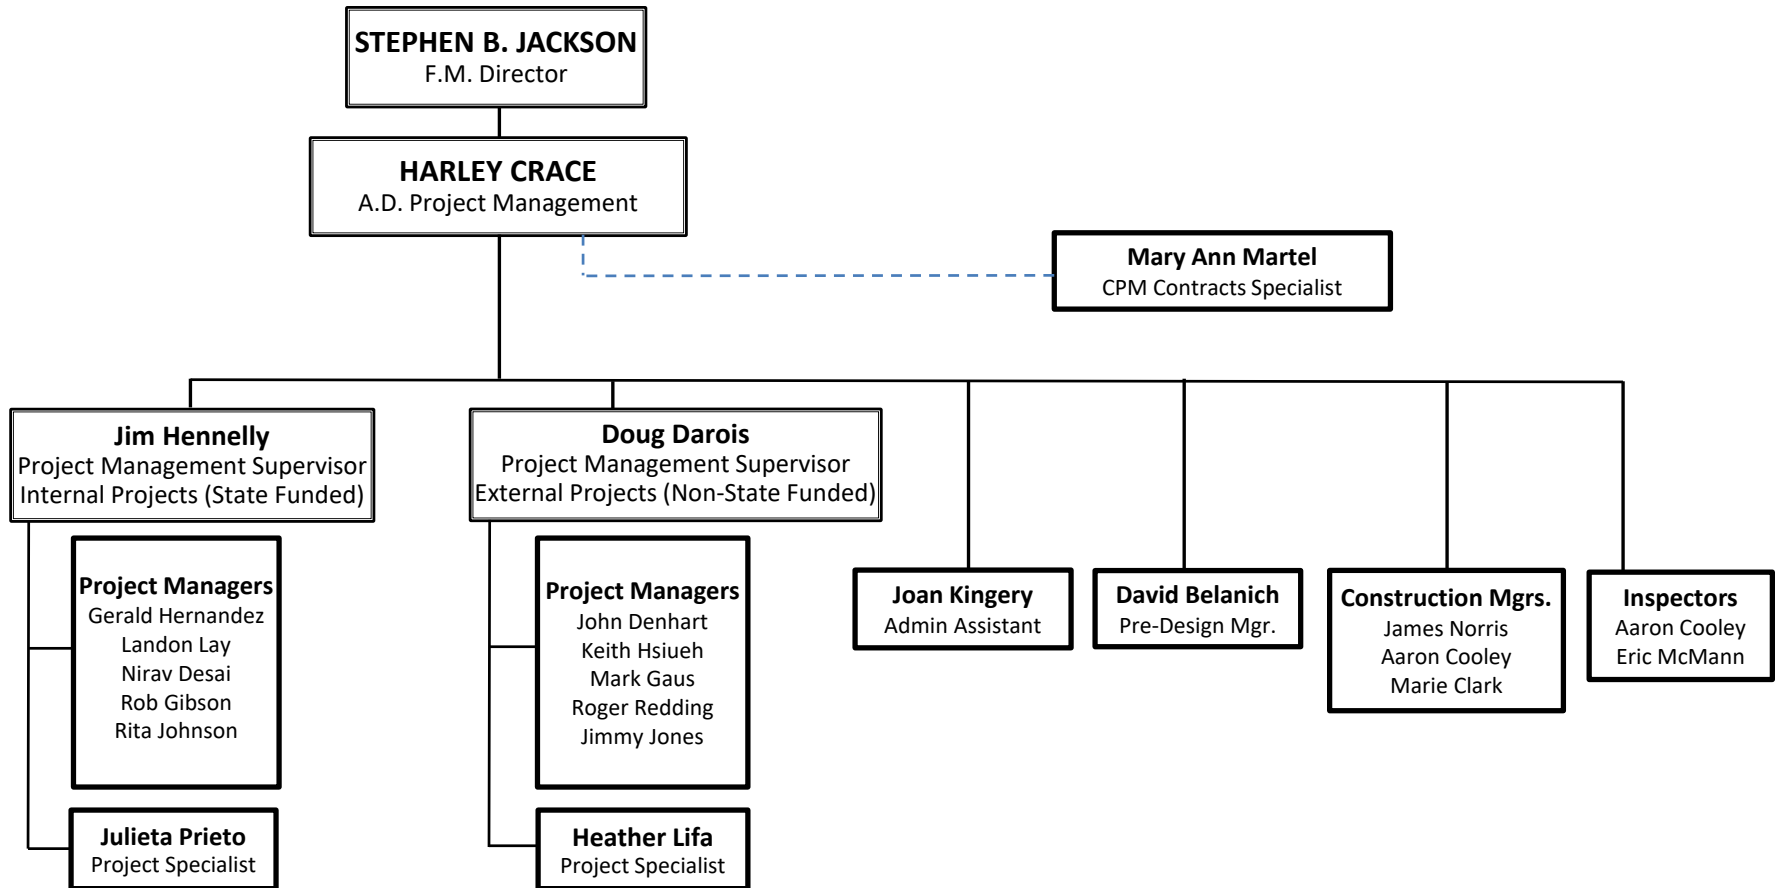 STEPHEN B. JACKSON
F.M. Director
HARLEY CRACE
A.D. Project Management
Mary Ann Martel
CPM Contracts Specialist
Jim Hennelly
Project Management Supervisor
Internal Projects (State Funded)
Doug Darois
Project Management Supervisor
External Projects (Non-State Funded)
Project Managers
Gerald Hernandez
Landon Lay
Nirav Desai
Rob Gibson
Rita Johnson
Project Managers
John Denhart
Keith Hsiueh
Mark Gaus
Roger Redding
Jimmy Jones
Joan Kingery
Admin Assistant
David Belanich
Pre-Design Mgr.
Construction Mgrs.
James Norris
Aaron Cooley
Marie Clark
Inspectors
Aaron Cooley
Eric McMann
Julieta Prieto
Project Specialist
Heather Lifa
Project Specialist